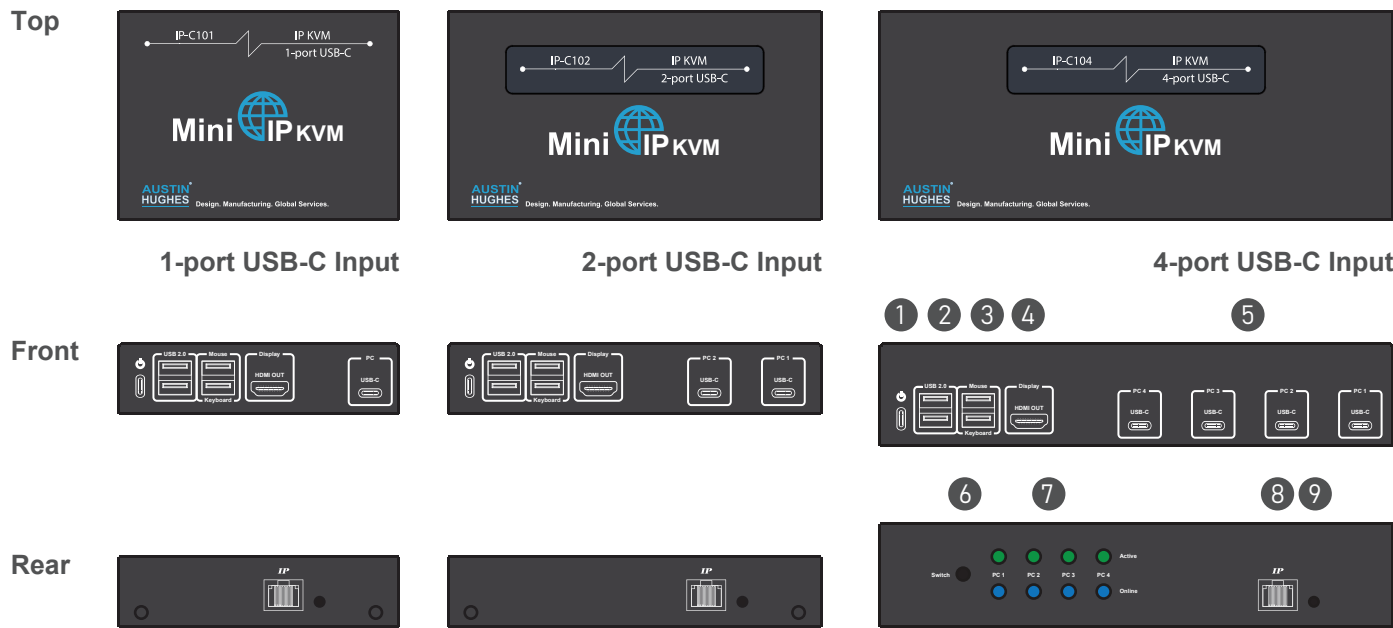 Top
IP-C101 IP KVM
1-port USB-C
Mini IP KVM
AUSTIN
HUGHES Design. Manufacturing. Global Services.
IP-C102 IP KVM
2-port USB-C
Mini IP KVM
AUSTIN
HUGHES Design. Manufacturing. Global Services.
IP-C104 IP KVM
4-port USB-C
Mini IP KVM
AUSTIN
HUGHES Design. Manufacturing. Global Services.
1-port USB-C Input
2-port USB-C Input
4-port USB-C Input
1 2 3 4 5
Front
USB 2.0 Mouse Display PC
HDMI OUT USB-C
Keyboard
USB 2.0 Mouse Display PC 2 PC 1
HDMI OUT USB-C USB-C
Keyboard
USB 2.0 Mouse Display PC 4 PC 3 PC 2 PC 1
HDMI OUT USB-C USB-C USB-C USB-C
Keyboard
6 7 8 9
Rear
IP
IP
Active
Switch PC 1 PC 2 PC 3 PC 4
Online
IP